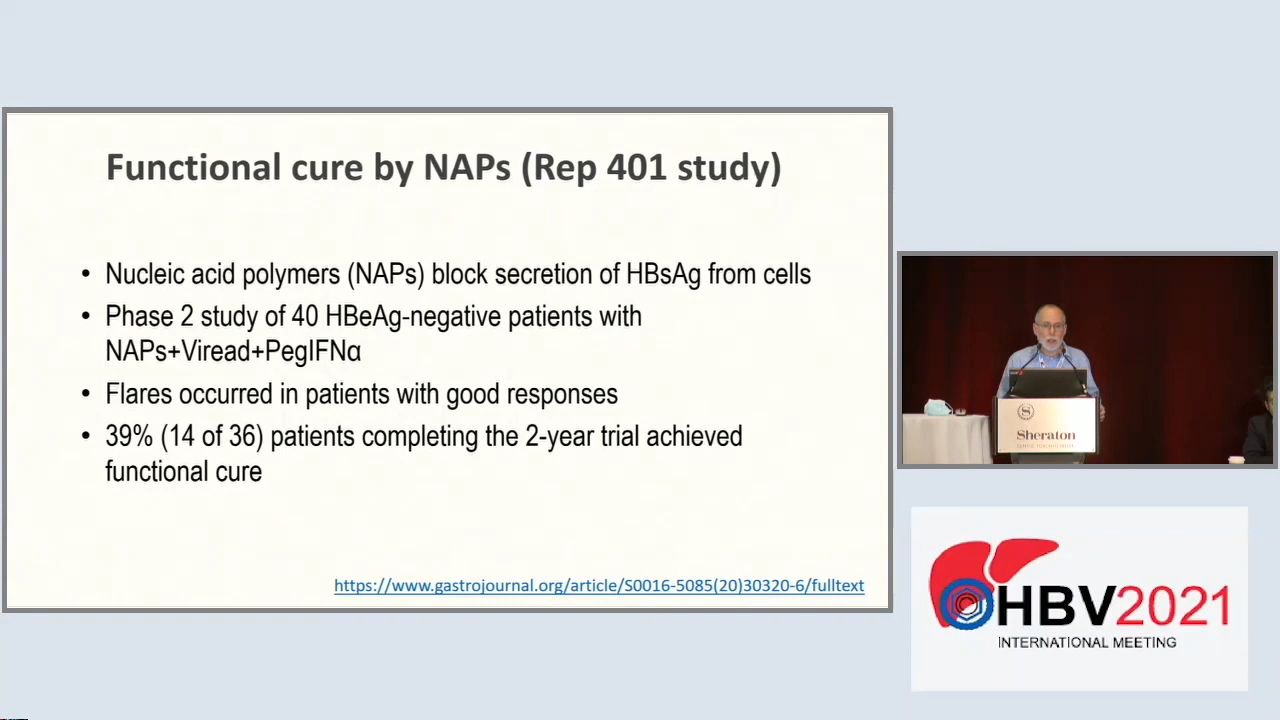 Functional cure by NAPs (Rep 401 study)
• Nucleic acid polymers (NAPs) block secretion of HBsAg from cells
• Phase 2 study of 40 HBeAg-negative patients with
NAPs+Viread+PegIFNα
• Flares occurred in patients with good responses
• 39% (14 of 36) patients completing the 2-year trial achieved
functional cure
https://www.gastrojournal.org/article/S0016-5085(20)30320-6/fulltext
S
Sheraton
HBV2021
INTERNATIONAL MEETING